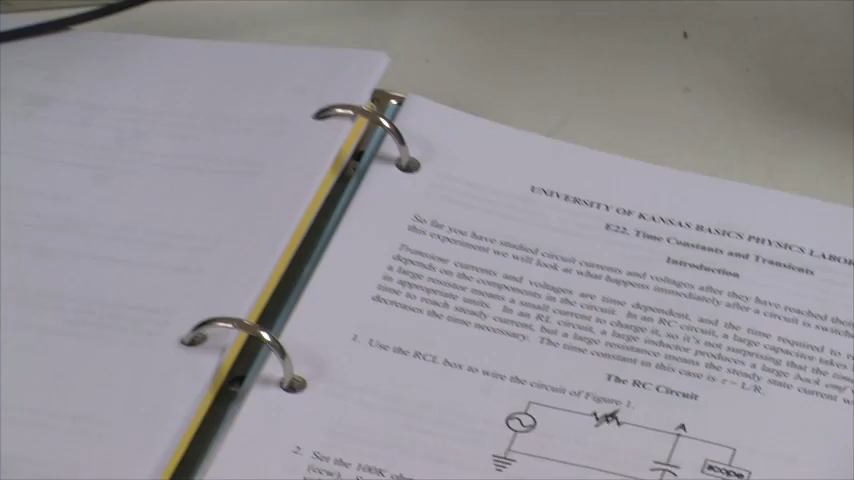 UNIVERSITY OF KANSAS BASICS PHYSICS LABOR
E22. Time Constants and Transients
Introduction
So far you have studied circuit currents and voltages after they have reached their
this experiment we will look at what happens immediately after a circuit is switche
Transient currents and voltages are time dependent, and the time required to re
depends on the components in the circuit. In an RC circuit, a large capacitor takes
a large resistor means a small current to charge it, so it's not surprising that the time
in appropriate units. In an RL circuit, a large inductor produces a large back emf
time to reach steady current, but a large resistance means the steady state current w
decreases the time necessary. The time constant in this case is τ = L/R.
The RC Circuit
1. Use the RCL box to wire the circuit of Figure 1.
A
scope
2. Set the 100K ohm
(ccw).